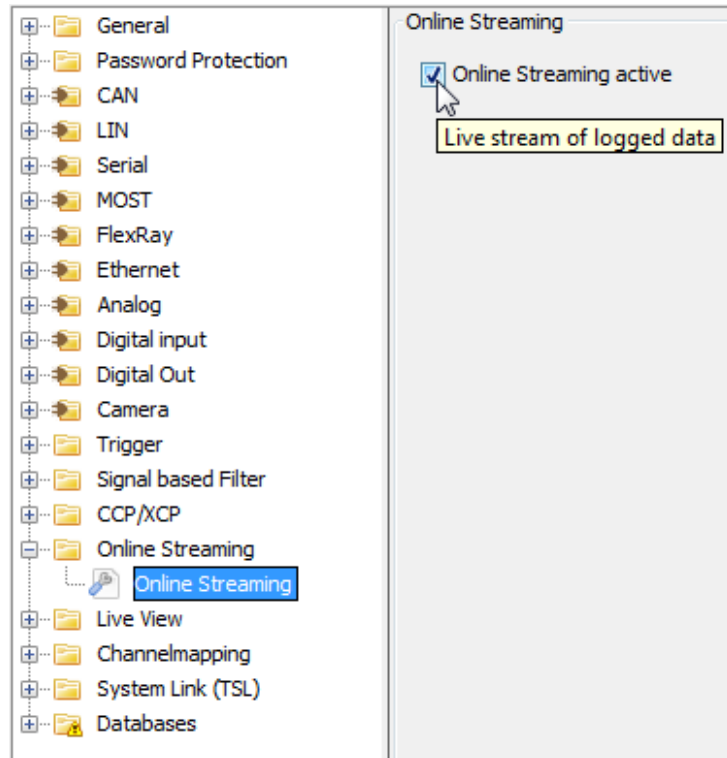 General
Password Protection
CAN
LIN
Serial
MOST
FlexRay
Ethernet
Analog
Digital input
Digital Out
Camera
Trigger
Signal based Filter
CCP/XCP
Online Streaming
Online Streaming
Live View
Channelmapping
System Link (TSL)
Databases
Online Streaming
Online Streaming active
Live stream of logged data